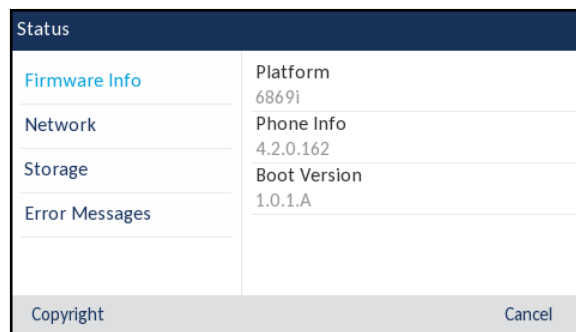 Status
Firmware Info
Network
Storage
Error Messages
Platform
6869i
Phone Info
4.2.0.162
Boot Version
1.0.1.A
Copyright
Cancel